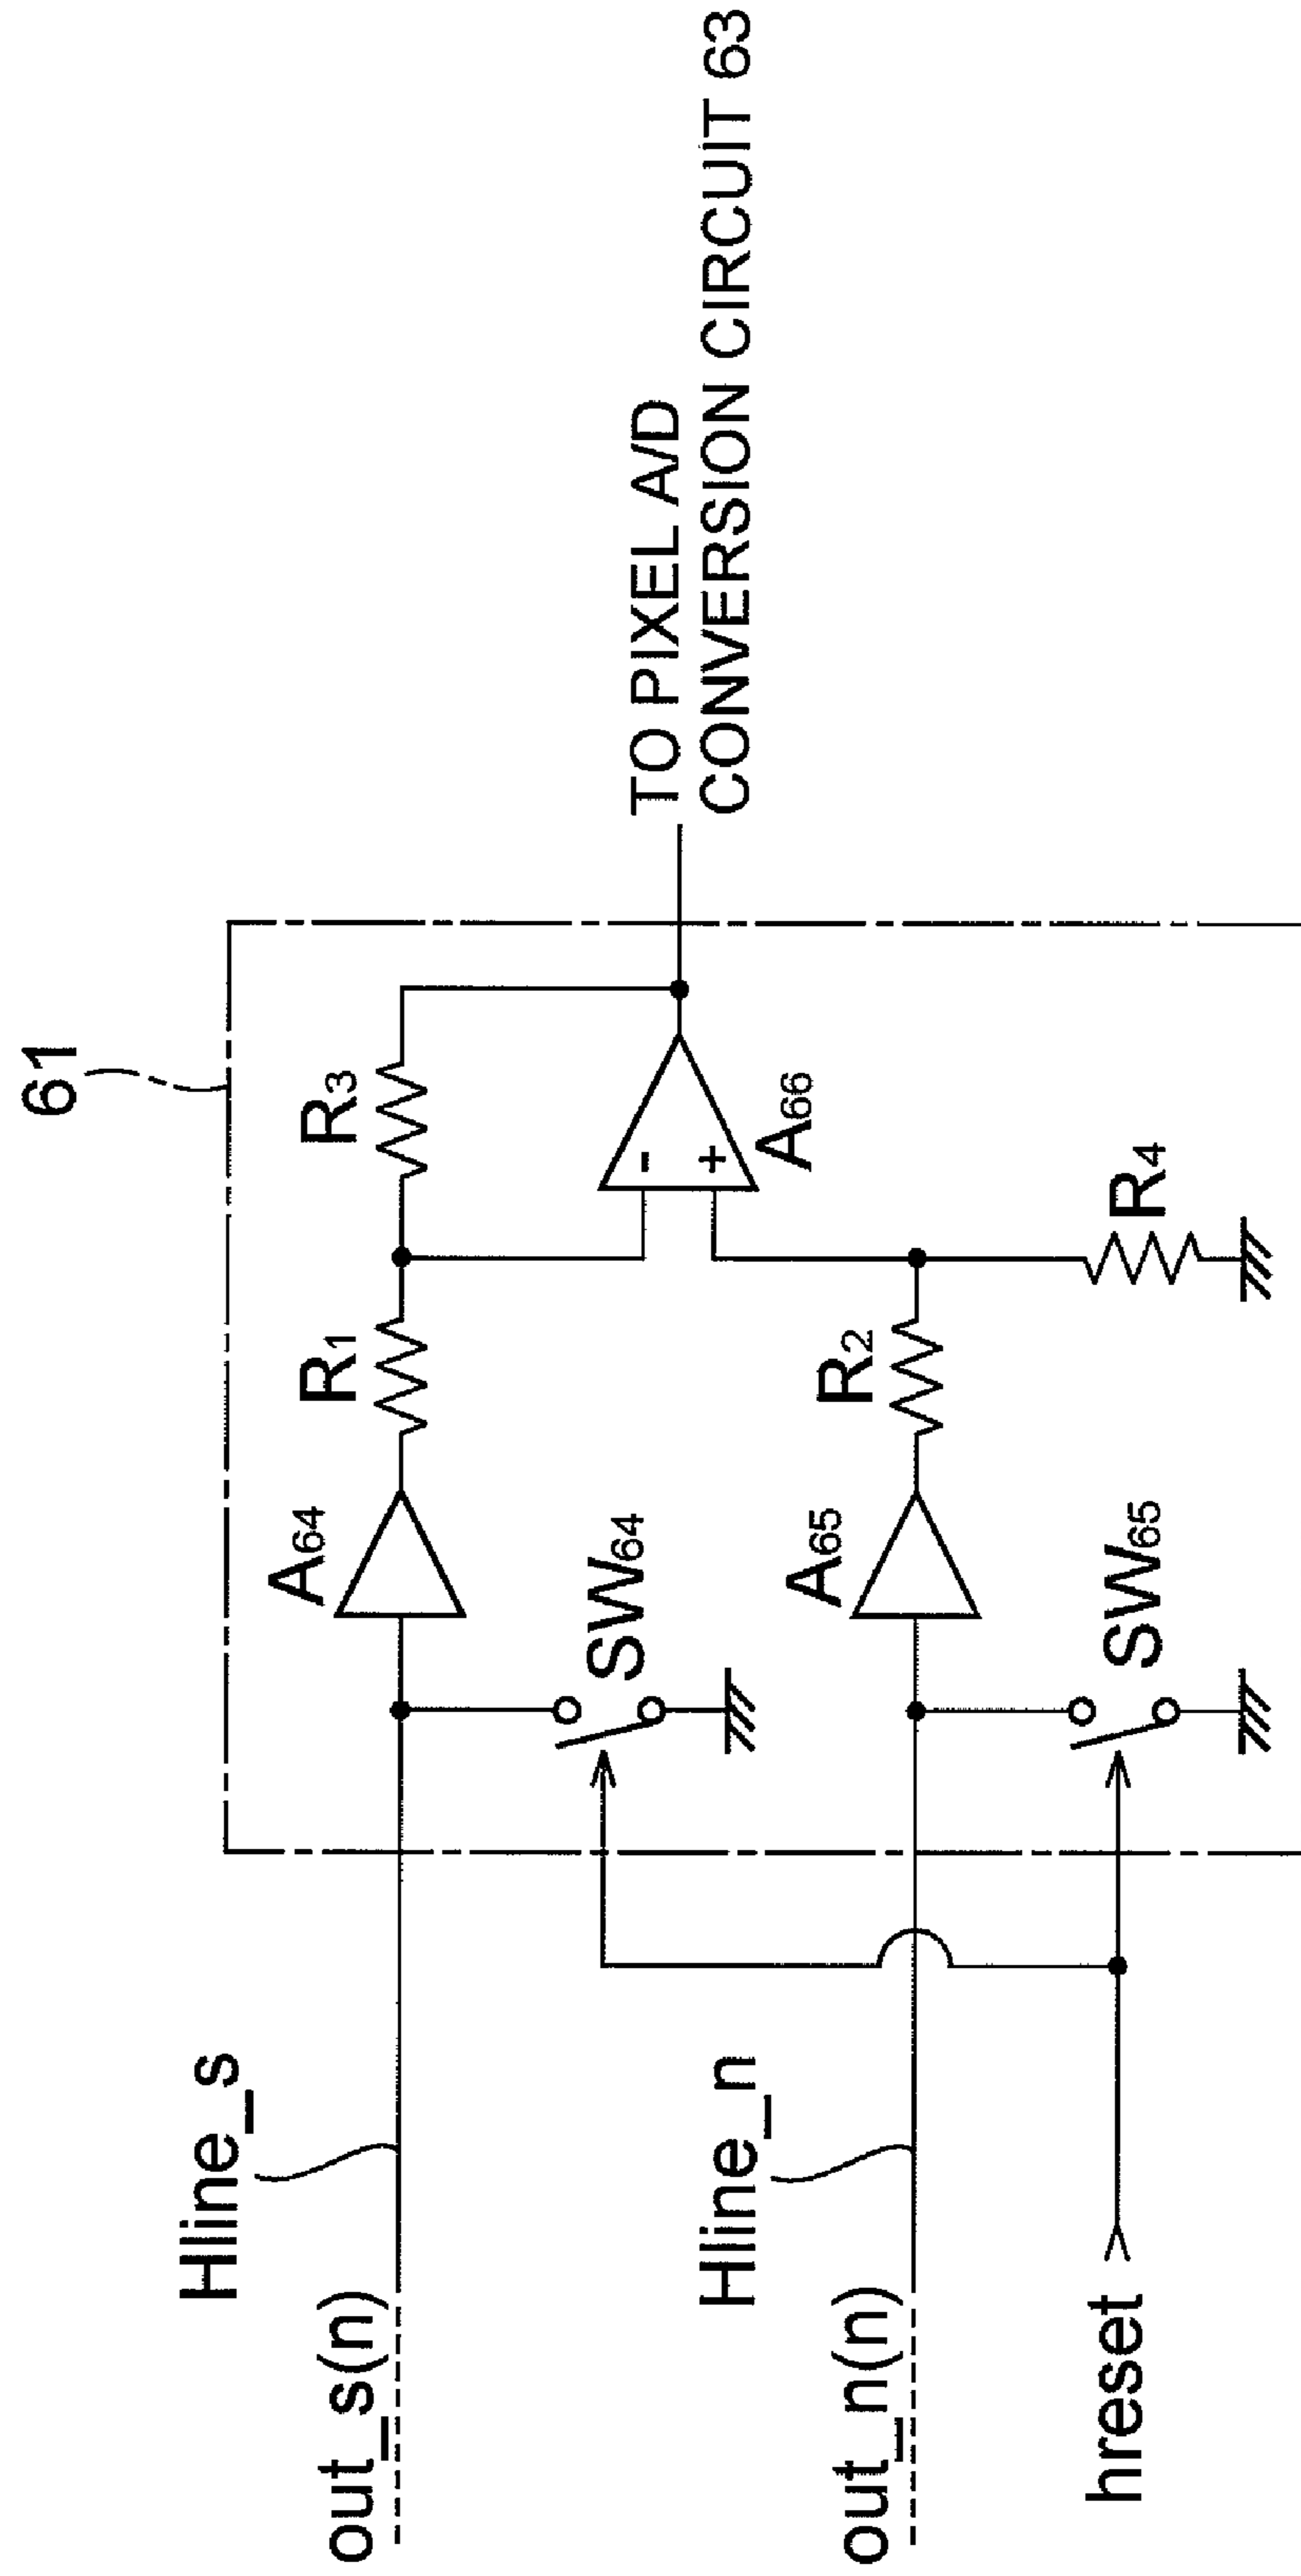 61
Hline_s
out_s(n)
A64
R1
R3
SW64
-
+
A66
TO PIXEL A/D
CONVERSION CIRCUIT 63
Hline_n
out_n(n)
A65
R2
R4
SW65
hreset